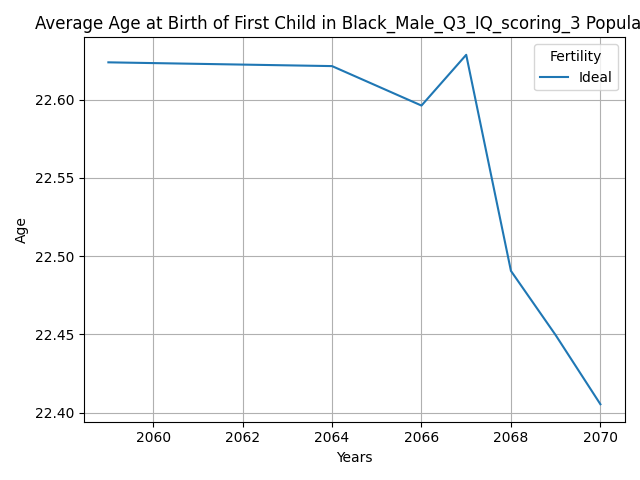 Average Age at Birth of First Child in Black_Male_Q3_IQ_scoring_3 Popula
Fertility
Ideal
22.60
22.55
22.50
22.45
22.40
Age
2060 2062 2064 2066 2068 2070
Years